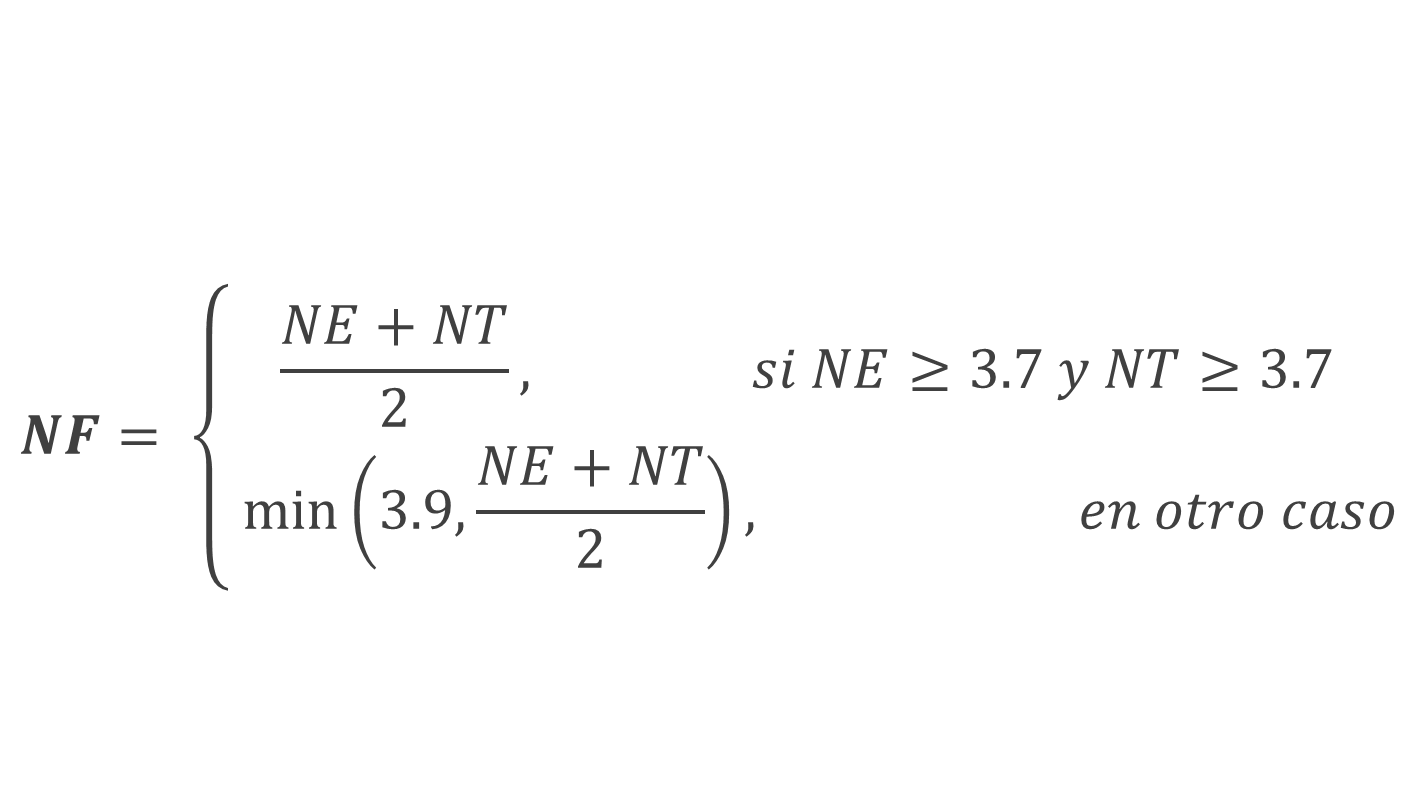 NE + NT
2 , si NE ≥ 3.7 y NT ≥ 3.7
NF = {
min (3.9, NE + NT
2 ) , en otro caso